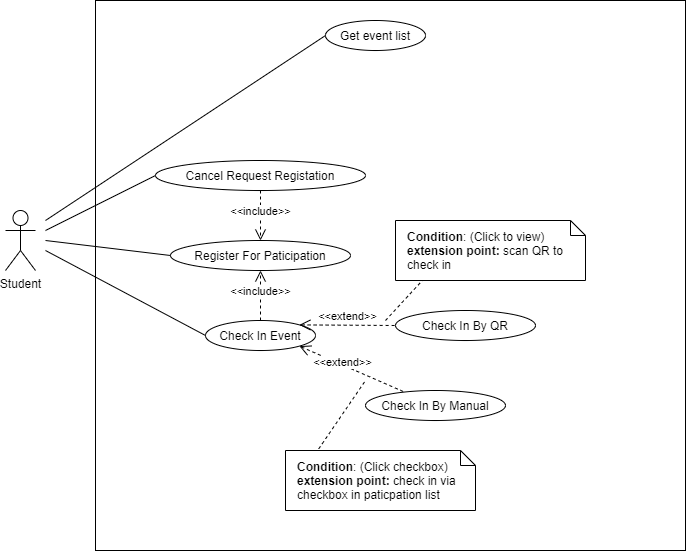 Get event list
Cancel Request Registation
<<include>>
Condition: (Click to view)
extension point: scan QR to
check in
Register For Paticipation
Student
<<include>>
<<extend>>
Check In By QR
Check In Event
<<extend>>
Check In By Manual
Condition: (Click checkbox)
extension point: check in via
checkbox in paticpation list